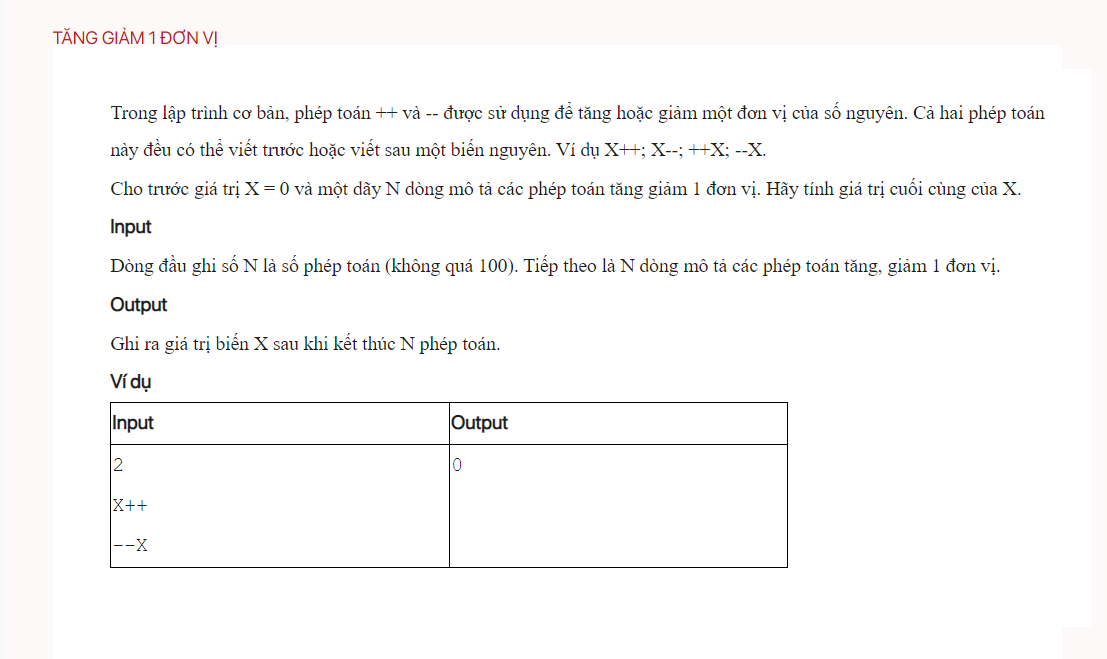 TĂNG GIẢM 1 ĐƠN VỊ
Trong lập trình cơ bản, phép toán ++ và -- được sử dụng để tăng hoặc giảm một đơn vị của số nguyên. Cả hai phép toán
này đều có thể viết trước hoặc viết sau một biến nguyên. Ví dụ X++; X--; ++X; --X.
Cho trước giá trị X = 0 và một dãy N dòng mô tả các phép toán tăng giảm 1 đơn vị. Hãy tính giá trị cuối cùng của X.
Input
Dòng đầu ghi số N là số phép toán (không quá 100). Tiếp theo là N dòng mô tả các phép toán tăng, giảm 1 đơn vị.
Output
Ghi ra giá trị biến X sau khi kết thúc N phép toán.
Ví dụ
Input Output
2 0
X++
--X